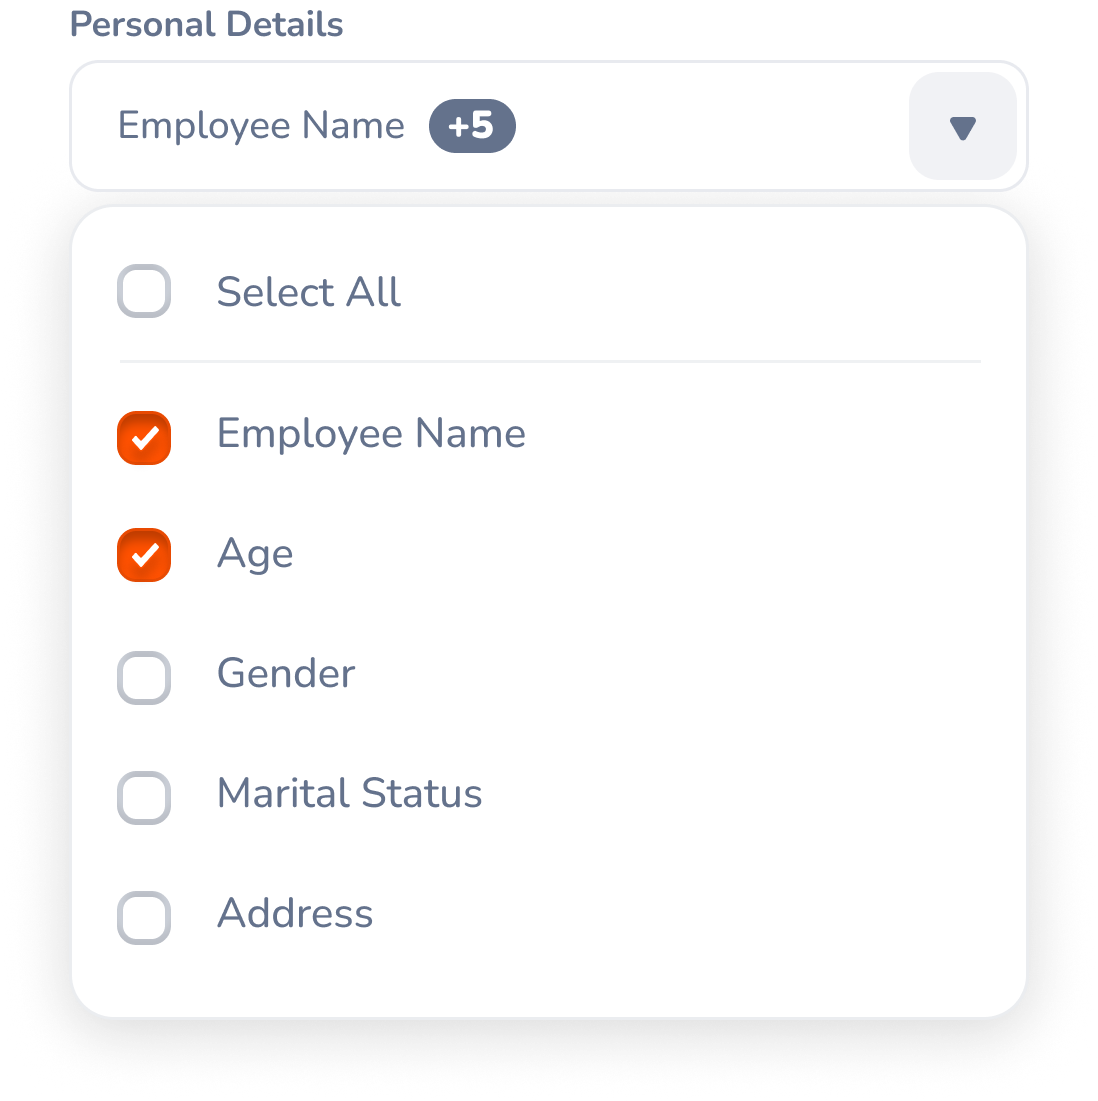 Personal Details
Employee Name +5
Select All
Employee Name
Age
Gender
Marital Status
Address